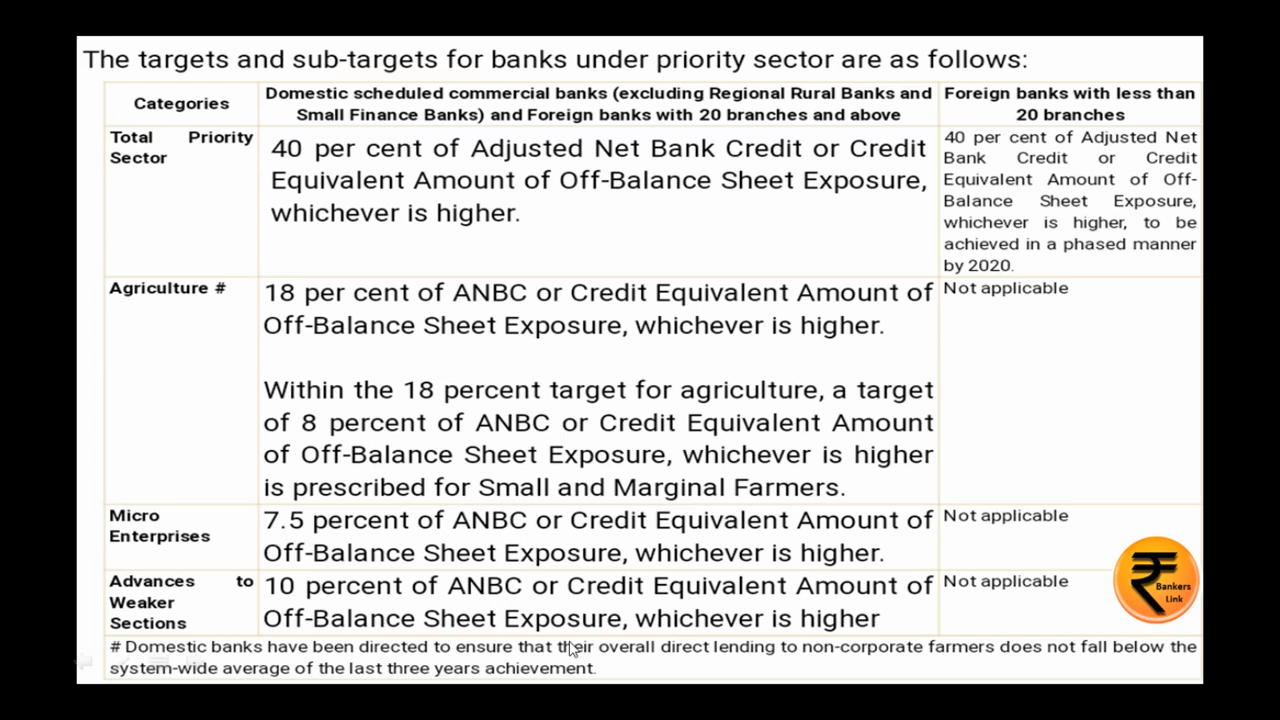 The targets and sub-targets for banks under priority sector are as follows:
Categories
Domestic scheduled commercial banks (excluding Regional Rural Banks and
Small Finance Banks) and Foreign banks with 20 branches and above
Foreign banks with less than
20 branches
Total Priority
Sector
40 per cent of Adjusted Net Bank Credit or Credit
Equivalent Amount of Off-Balance Sheet Exposure,
whichever is higher.
40 per cent of Adjusted Net
Bank Credit or Credit
Equivalent Amount of Off-
Balance Sheet Exposure,
whichever is higher, to be
achieved in a phased manner
by 2020.
Agriculture #
18 per cent of ANBC or Credit Equivalent Amount of
Off-Balance Sheet Exposure, whichever is higher.
Within the 18 percent target for agriculture, a target
of 8 percent of ANBC or Credit Equivalent Amount
of Off-Balance Sheet Exposure, whichever is higher
is prescribed for Small and Marginal Farmers.
Not applicable
Micro
Enterprises
7.5 percent of ANBC or Credit Equivalent Amount of
Off-Balance Sheet Exposure, whichever is higher.
Not applicable
Advances to
Weaker
Sections
10 percent of ANBC or Credit Equivalent Amount of
Off-Balance Sheet Exposure, whichever is higher
Not applicable
₹
Bankers
Link
# Domestic banks have been directed to ensure that their overall direct lending to non-corporate farmers does not fall below the
system-wide average of the last three years achievement.